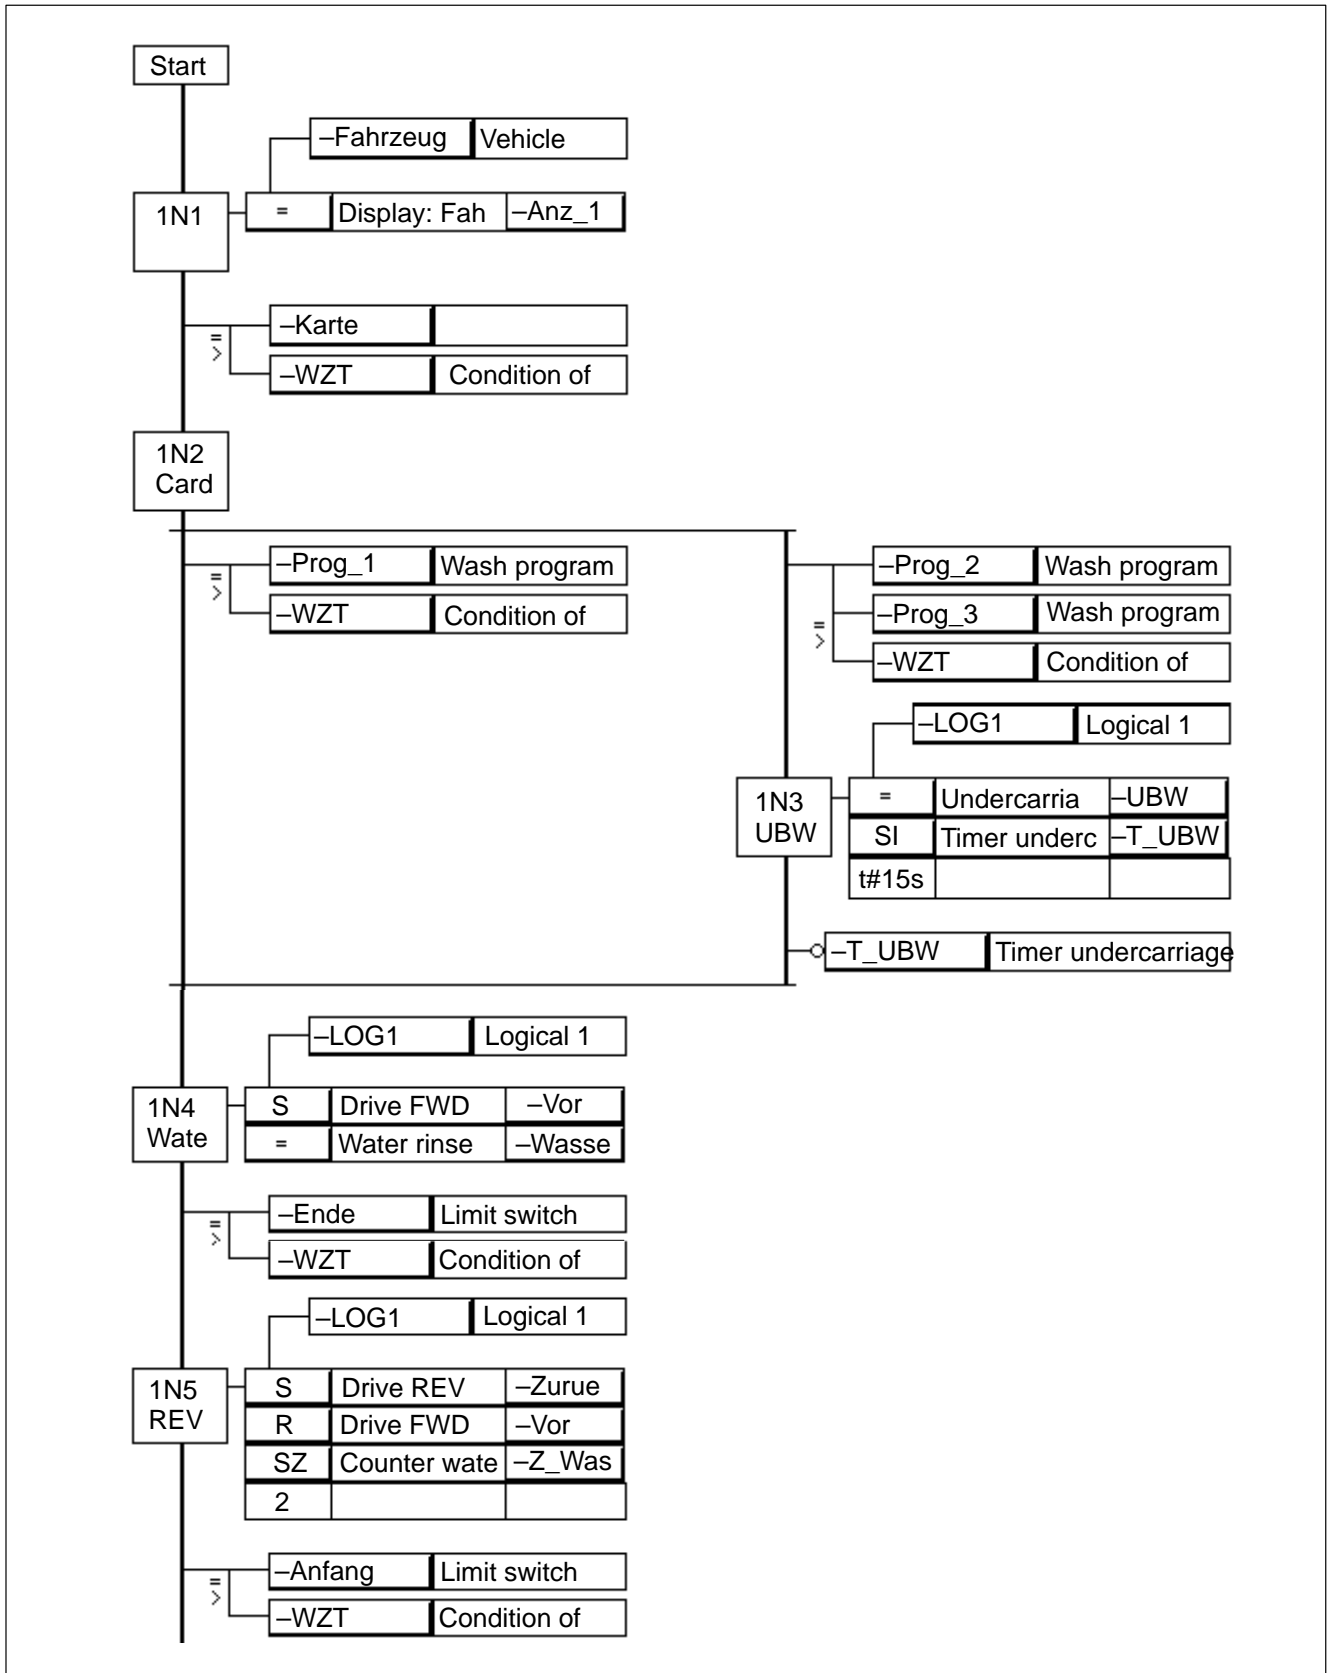 Start
–Fahrzeug Vehicle
1N1 = Display: Fah –Anz_1
–Karte
>=
–WZT Condition of
1N2
Card
–Prog_1 Wash program
>=
–WZT Condition of
–Prog_2 Wash program
–Prog_3 Wash program
>=
–WZT Condition of
–LOG1 Logical 1
1N3
UBW
= Undercarria –UBW
SI Timer underc –T_UBW
t#15s
–T_UBW Timer undercarriage
–LOG1 Logical 1
1N4
Wate
S Drive FWD –Vor
= Water rinse –Wasse
–Ende Limit switch
>=
–WZT Condition of
–LOG1 Logical 1
1N5
REV
S Drive REV –Zurue
R Drive FWD –Vor
SZ Counter wate –Z_Was
2
–Anfang Limit switch
>=
–WZT Condition of